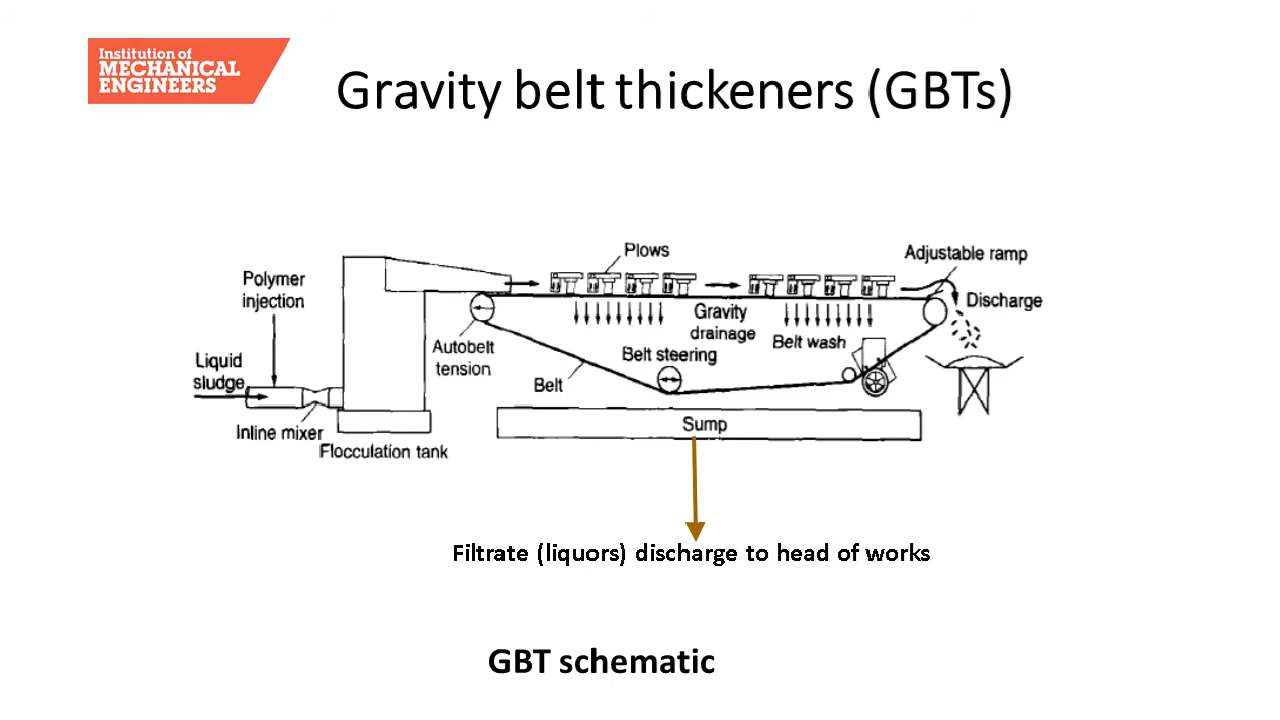 Institution of
MECHANICAL
ENGINEERS
Gravity belt thickeners (GBTs)
Plows
Adjustable ramp
Polymer
injection
Discharge
Gravity
drainage
Autobelt
tension
Belt steering
Belt wash
Liquid
sludge
Belt
Inline mixer
Sump
Flocculation tank
Filtrate (liquors) discharge to head of works
GBT schematic